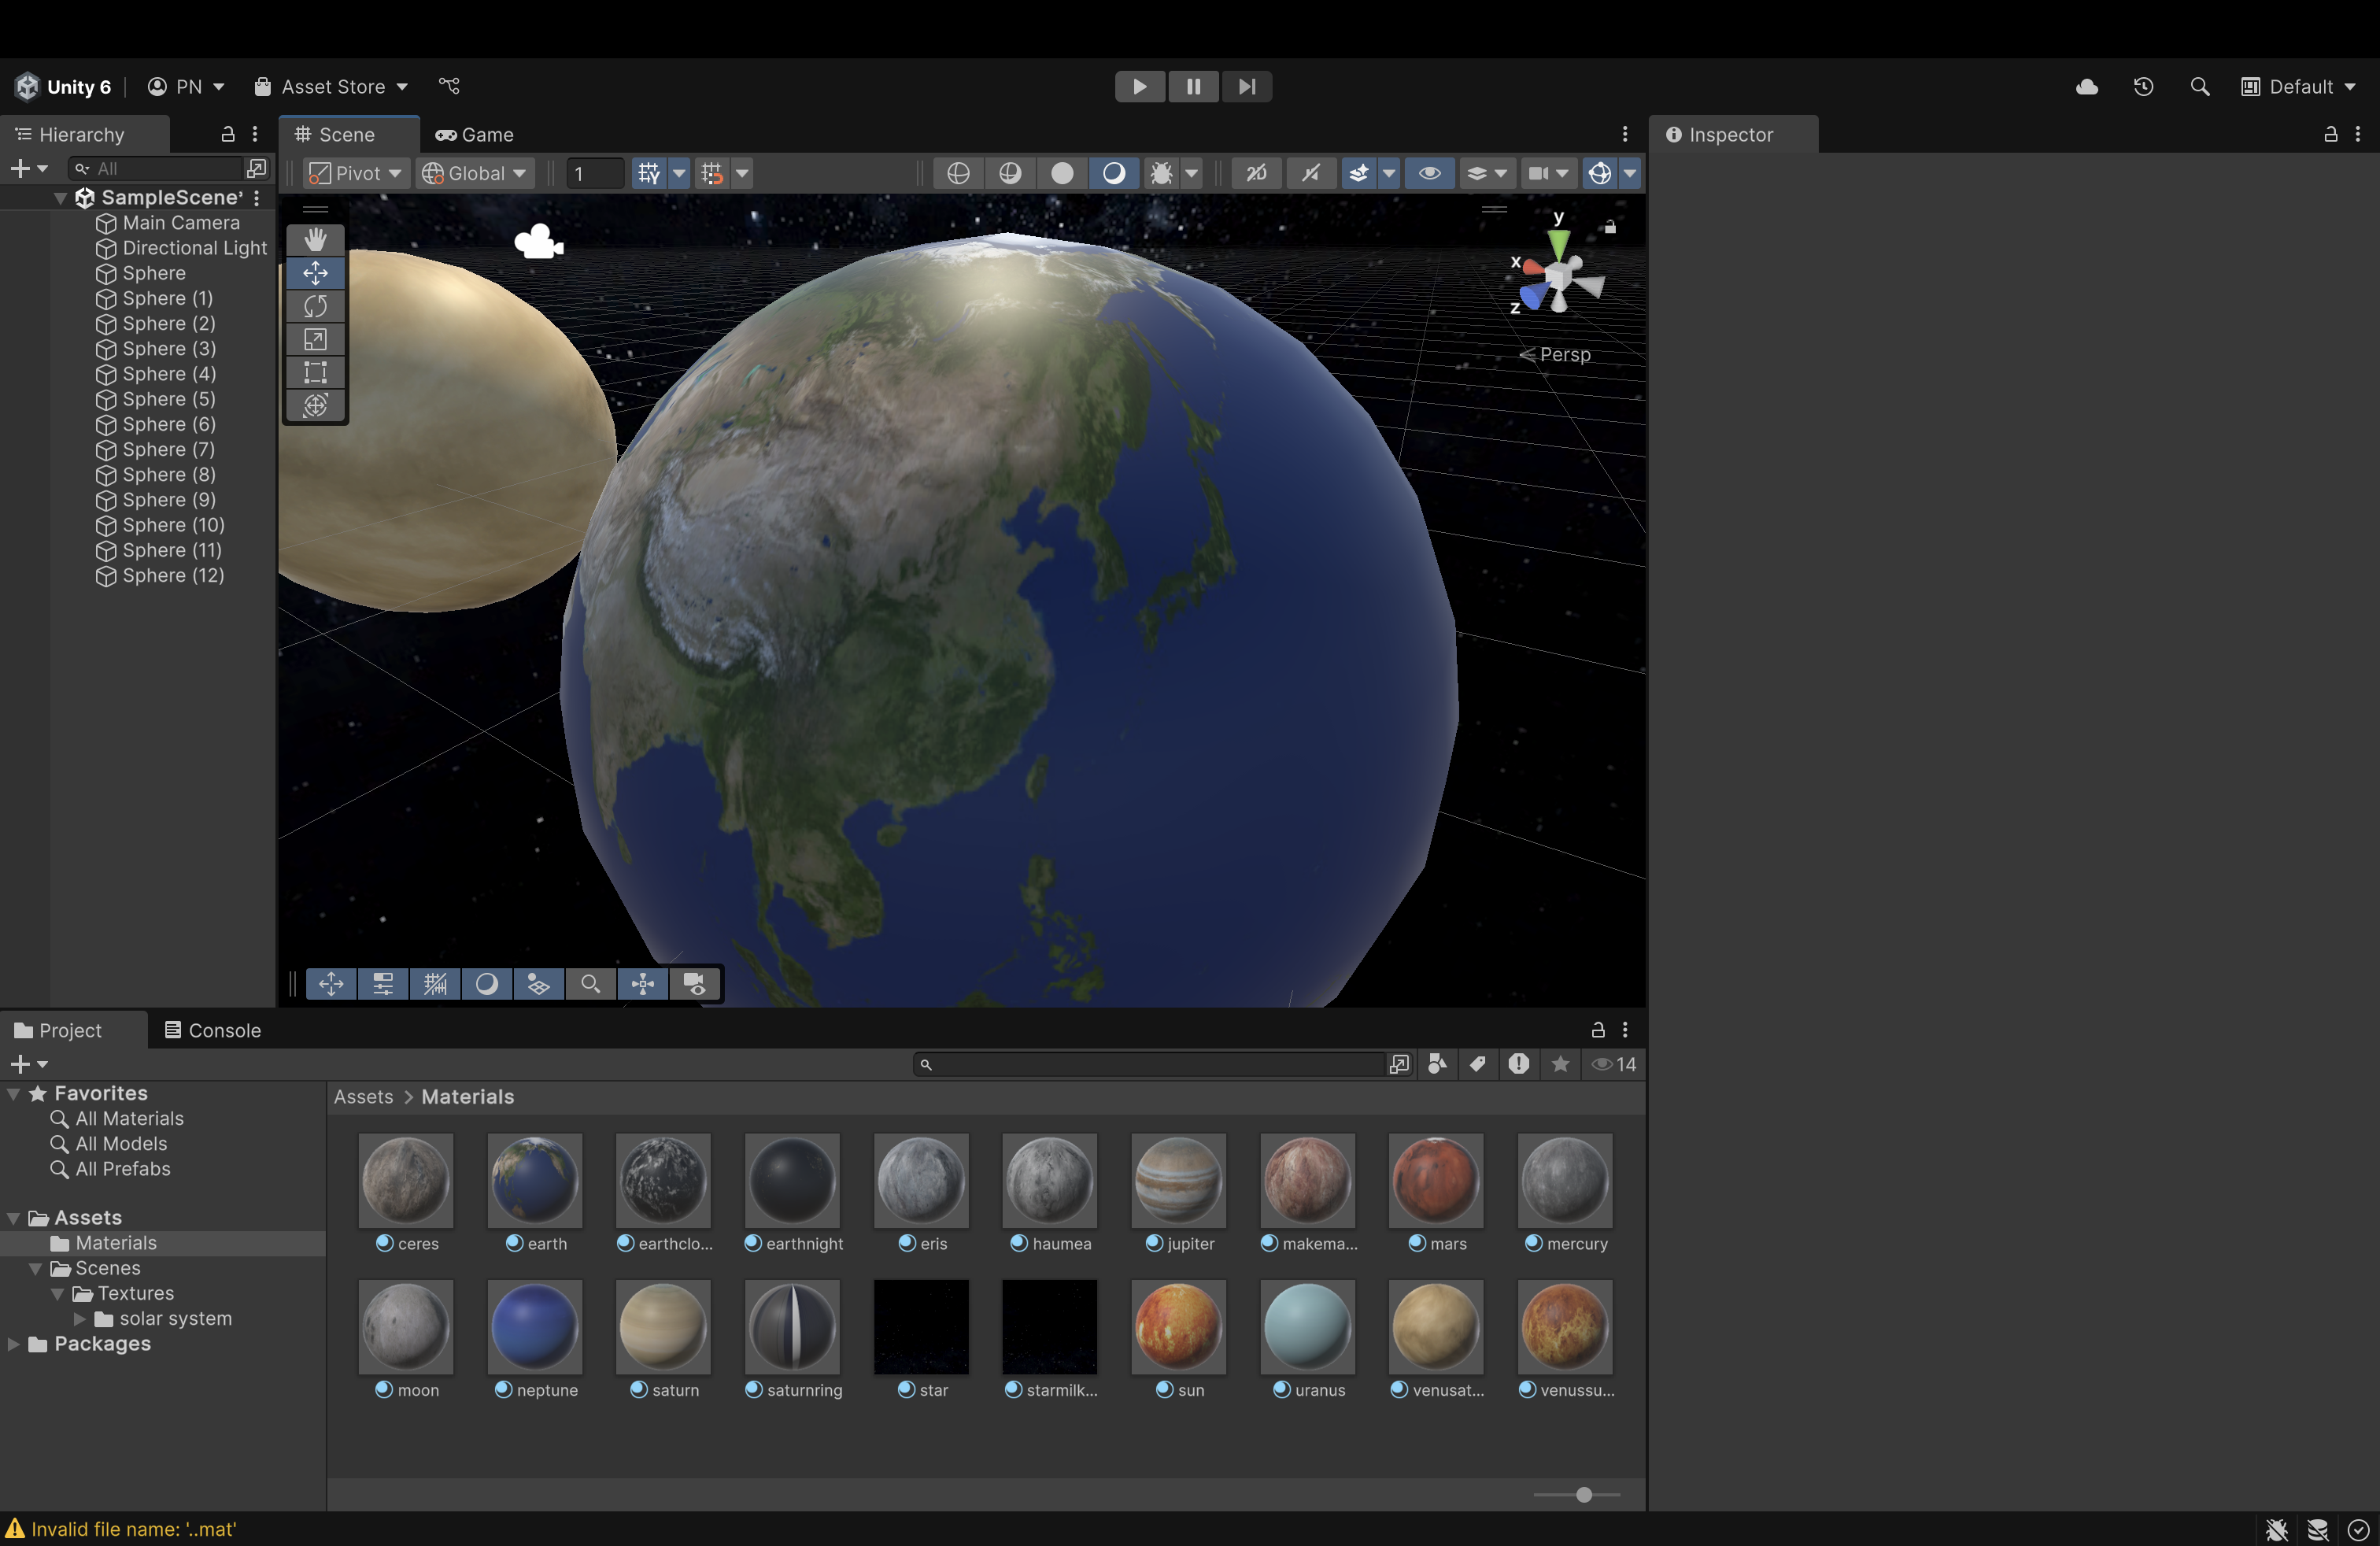 Unity 6
PN
Asset Store
Default
Hierarchy
All
SampleScene*
Main Camera
Directional Light
Sphere
Sphere (1)
Sphere (2)
Sphere (3)
Sphere (4)
Sphere (5)
Sphere (6)
Sphere (7)
Sphere (8)
Sphere (9)
Sphere (10)
Sphere (11)
Sphere (12)
Scene
Game
Pivot
Global
1
2D
y
x
z
Persp
Inspector
Project
Console
14
Favorites
All Materials
All Models
All Prefabs
Assets
Materials
Scenes
Textures
solar system
Packages
Assets > Materials
ceres
earth
earthclo...
earthnight
eris
haumea
jupiter
makema...
mars
mercury
moon
neptune
saturn
saturnring
star
starmilk...
sun
uranus
venusat...
venussu...
Invalid file name: '..mat'